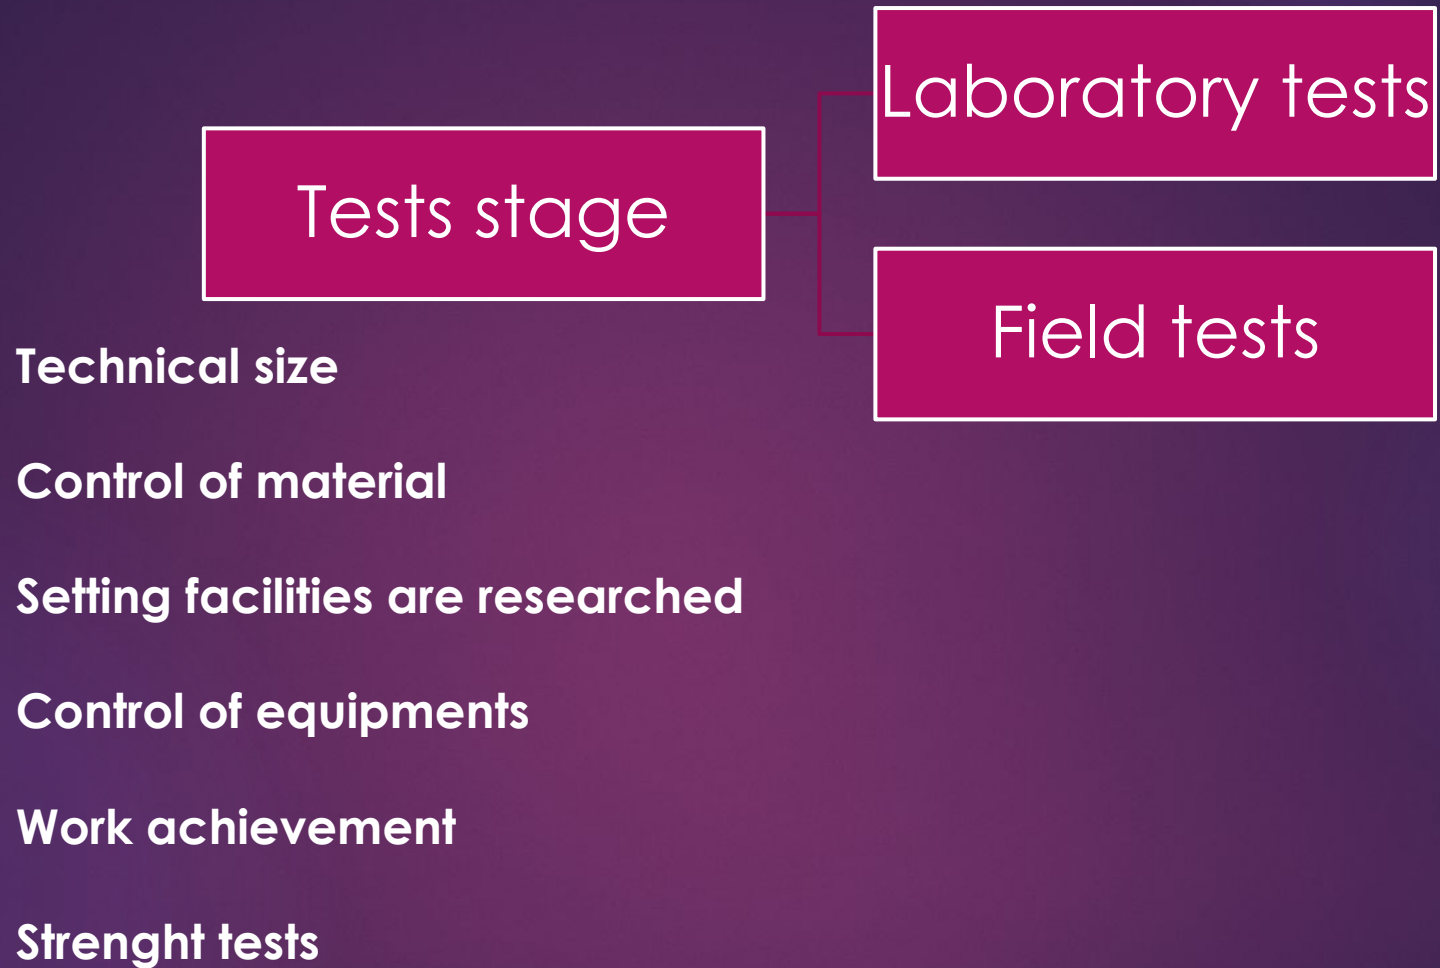 Laboratory tests
Tests stage
Field tests
Technical size
Control of material
Setting facilities are researched
Control of equipments
Work achievement
Strenght tests